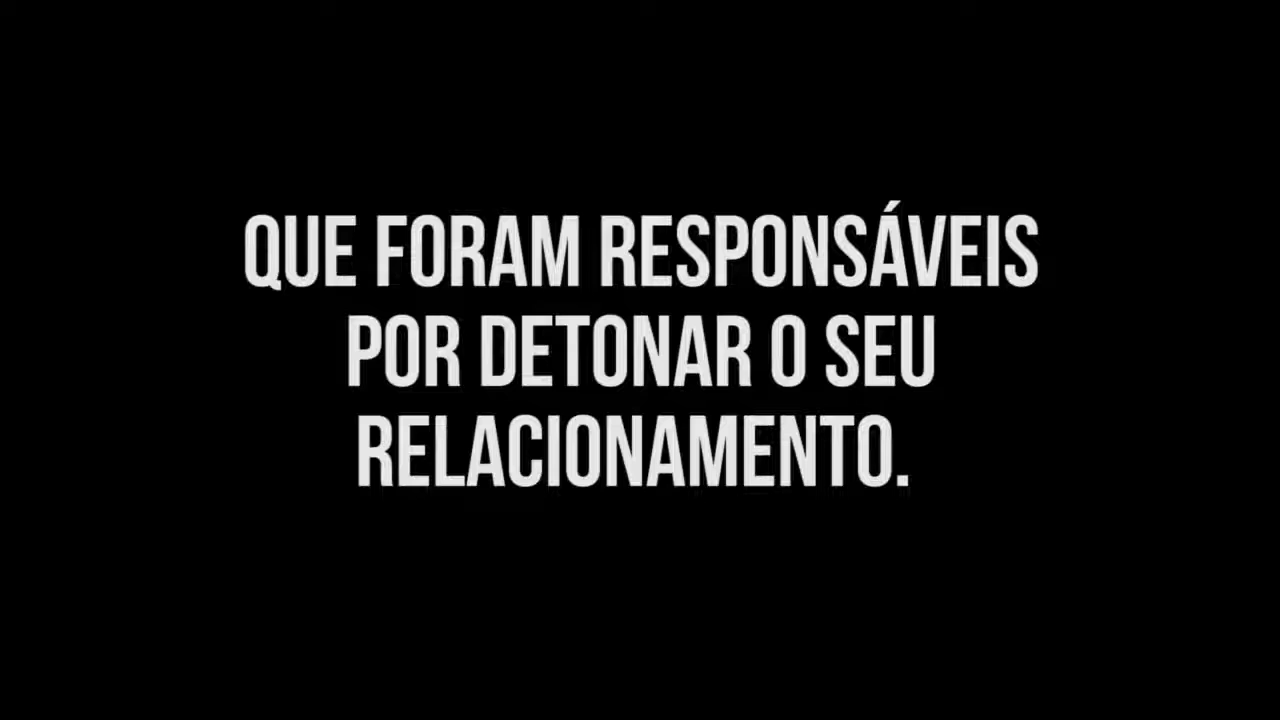 QUE FORAM RESPONSÁVEIS
POR DETONAR O SEU
RELACIONAMENTO.